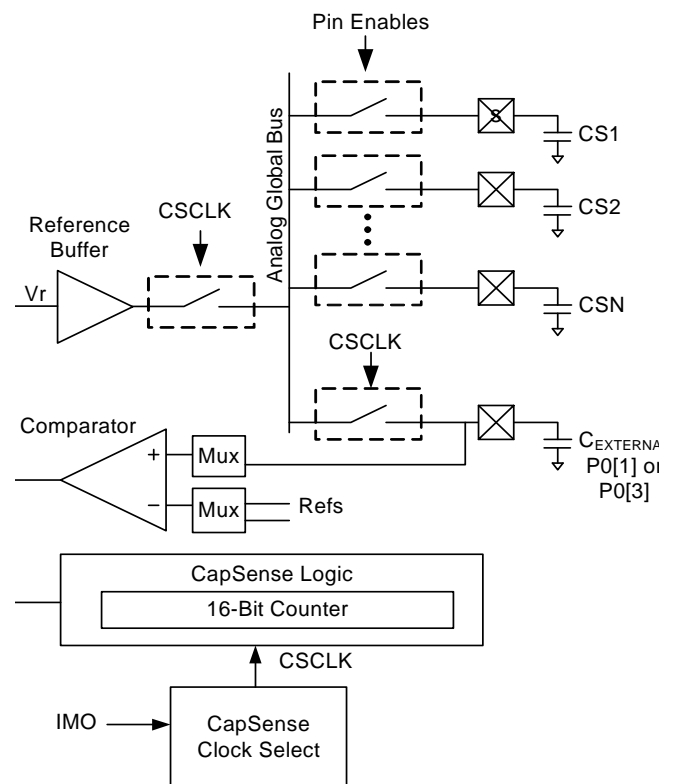 Pin Enables
Analog Global Bus
S
CS1
CSCLK
CS2
Reference
Buffer
Vr
CSN
CSCLK
Comparator
+
Mux
CEXTERNA
P0[1] or
P0[3]
−
Mux
Refs
CapSense Logic
16-Bit Counter
CSCLK
IMO
CapSense
Clock Select